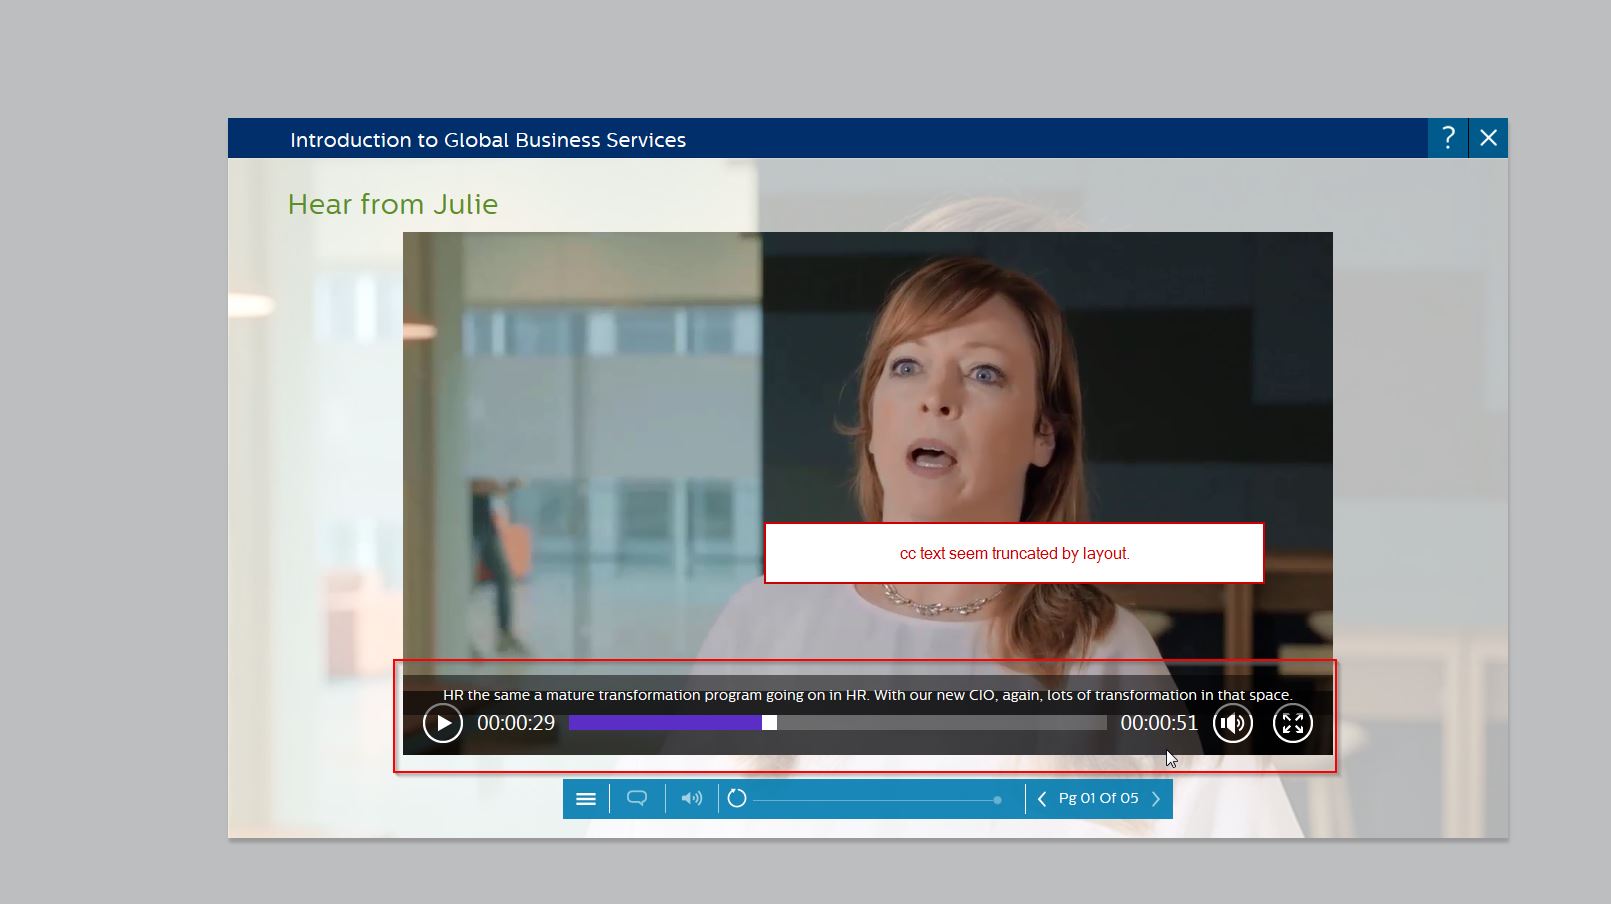 Introduction to Global Business Services
?
Hear from Julie
cc text seem truncated by layout.
HR the same a mature transformation program going on in HR. With our new CIO, again, lots of transformation in that space.
00:00:29
00:00:51
Pg 01 Of 05